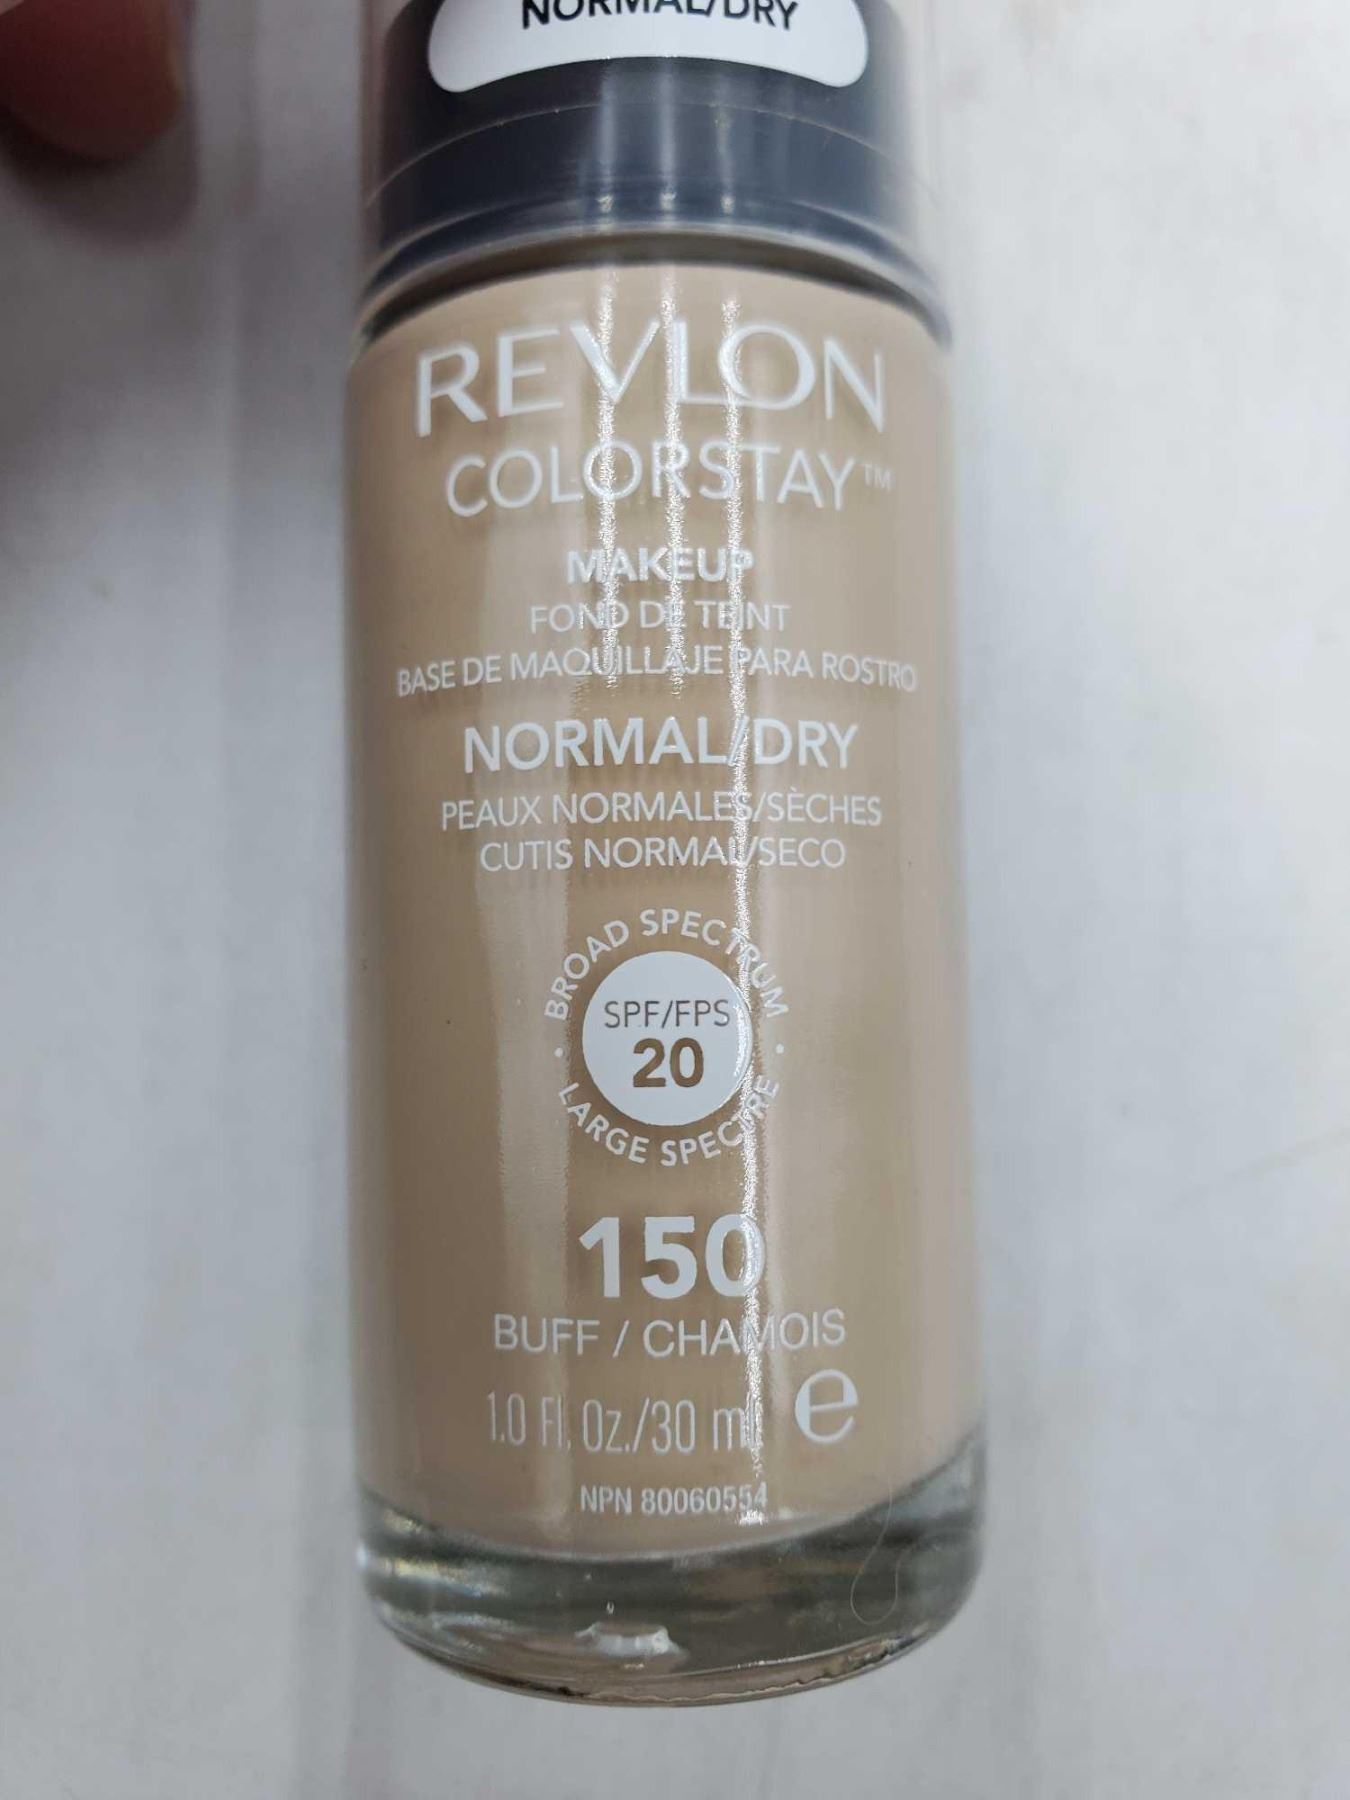 NORMAL/DRY
REVLON
COLORSTAY™
MAKEUP
FOND DE TEINT
BASE DE MAQUILLAJE PARA ROSTRO
NORMAL/DRY
PEAUX NORMALES/SÈCHES
CUTIS NORMAL/SECO
BROAD SPECTRUM
SPF/FPS
20
LARGE SPECTRE
150
BUFF / CHAMOIS
1.0 Fl. Oz./30 mL e
NPN 80060554